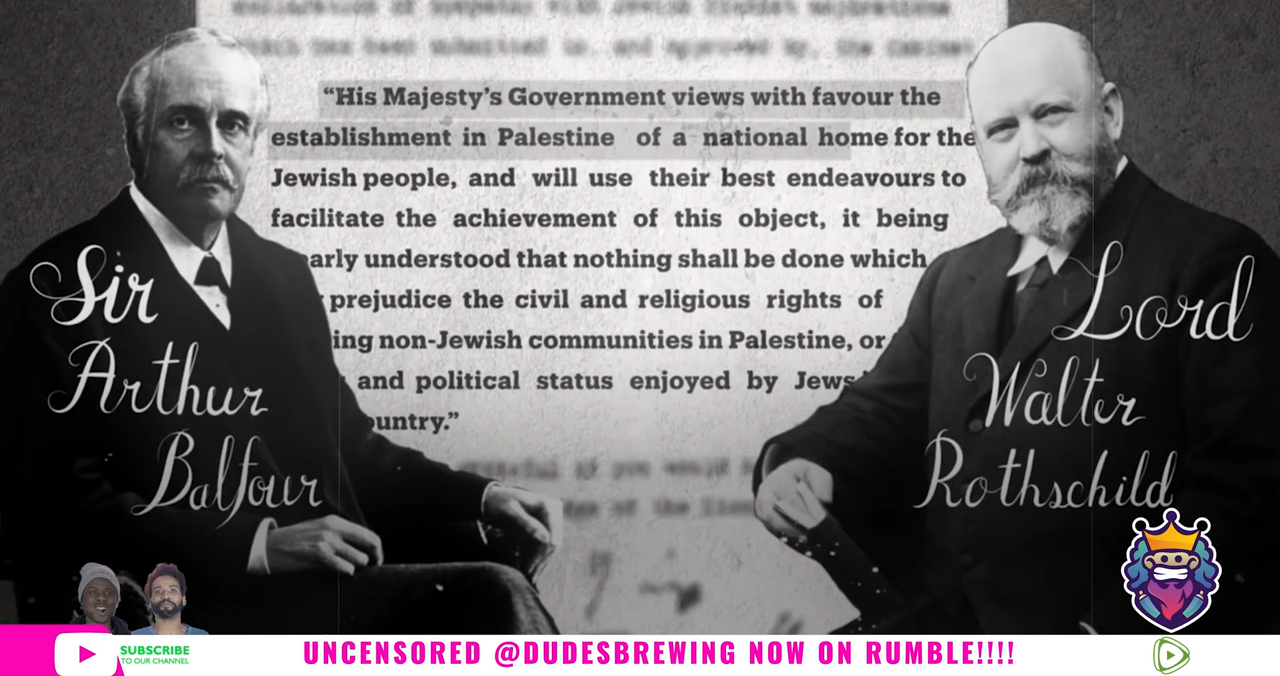 “His Majesty’s Government views with favour the
establishment in Palestine of a national home for the
Jewish people, and will use their best endeavours to
facilitate the achievement of this object, it being
understood that nothing shall be done which
prejudice the civil and religious rights of
non-Jewish communities in Palestine, or
and political status enjoyed by Jews
Sir
Arthur
Balfour
Lord
Walter
Rothschild
SUBSCRIBE
TO OUR CHANNEL
UNCENSORED @DUDESBREWING NOW ON RUMBLE!!!!